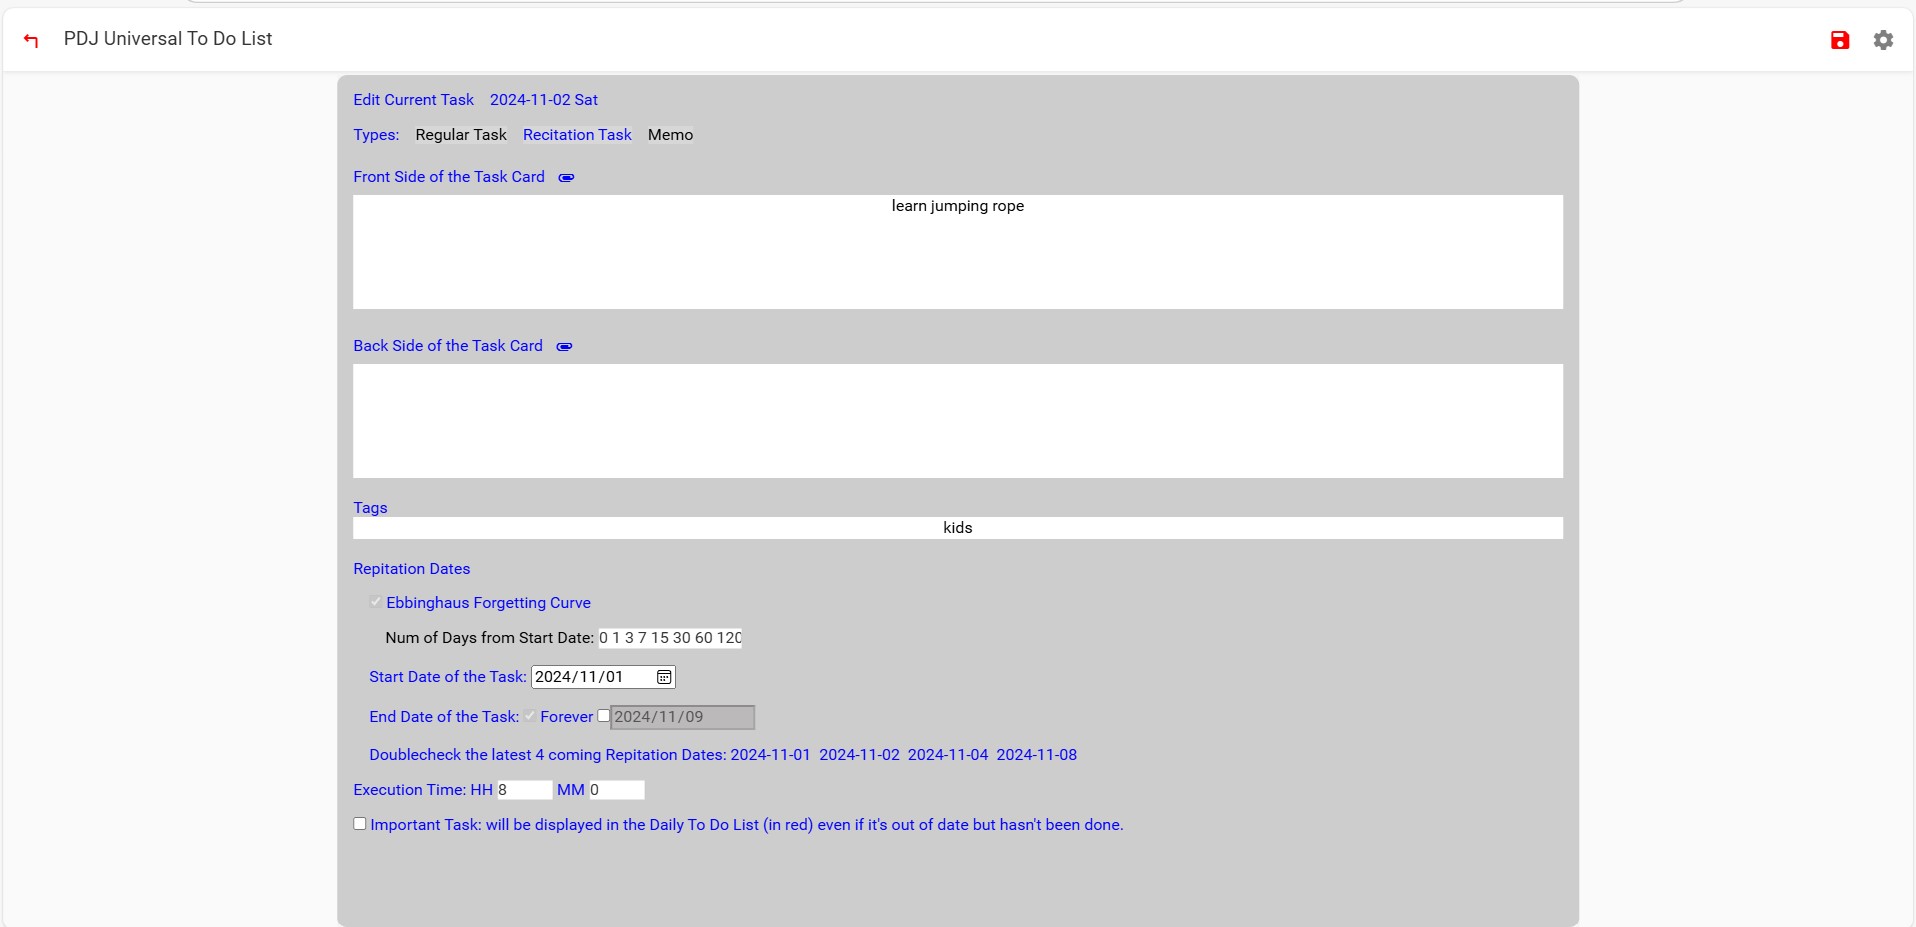 PDJ Universal To Do List
Edit Current Task 2024-11-02 Sat
Types: Regular Task Recitation Task Memo
Front Side of the Task Card
learn jumping rope
Back Side of the Task Card
Tags
kids
Repitation Dates
Ebbinghaus Forgetting Curve
Num of Days from Start Date: 0 1 3 7 15 30 60 120
Start Date of the Task: 2024/11/01
End Date of the Task: Forever 2024/11/09
Doublecheck the latest 4 coming Repitation Dates: 2024-11-01 2024-11-02 2024-11-04 2024-11-08
Execution Time: HH 8 MM 0
Important Task: will be displayed in the Daily To Do List (in red) even if it's out of date but hasn't been done.